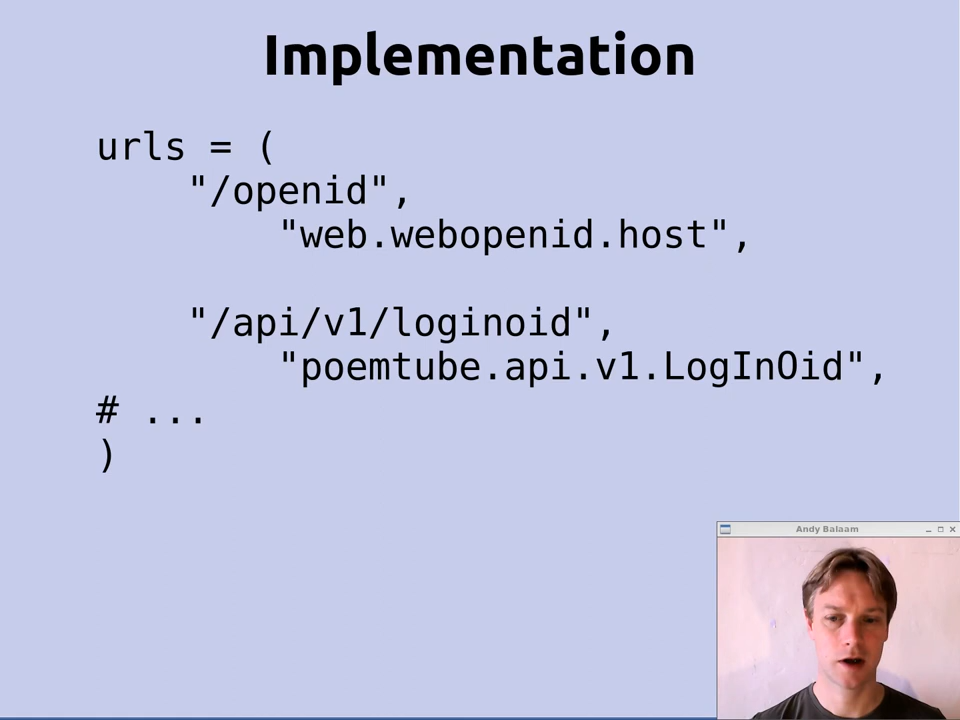 Implementation
urls = (
"/openid",
"web.webopenid.host",
"/api/v1/loginoid",
"poemtube.api.v1.LogInOid",
# ...
)
Andy Balaam